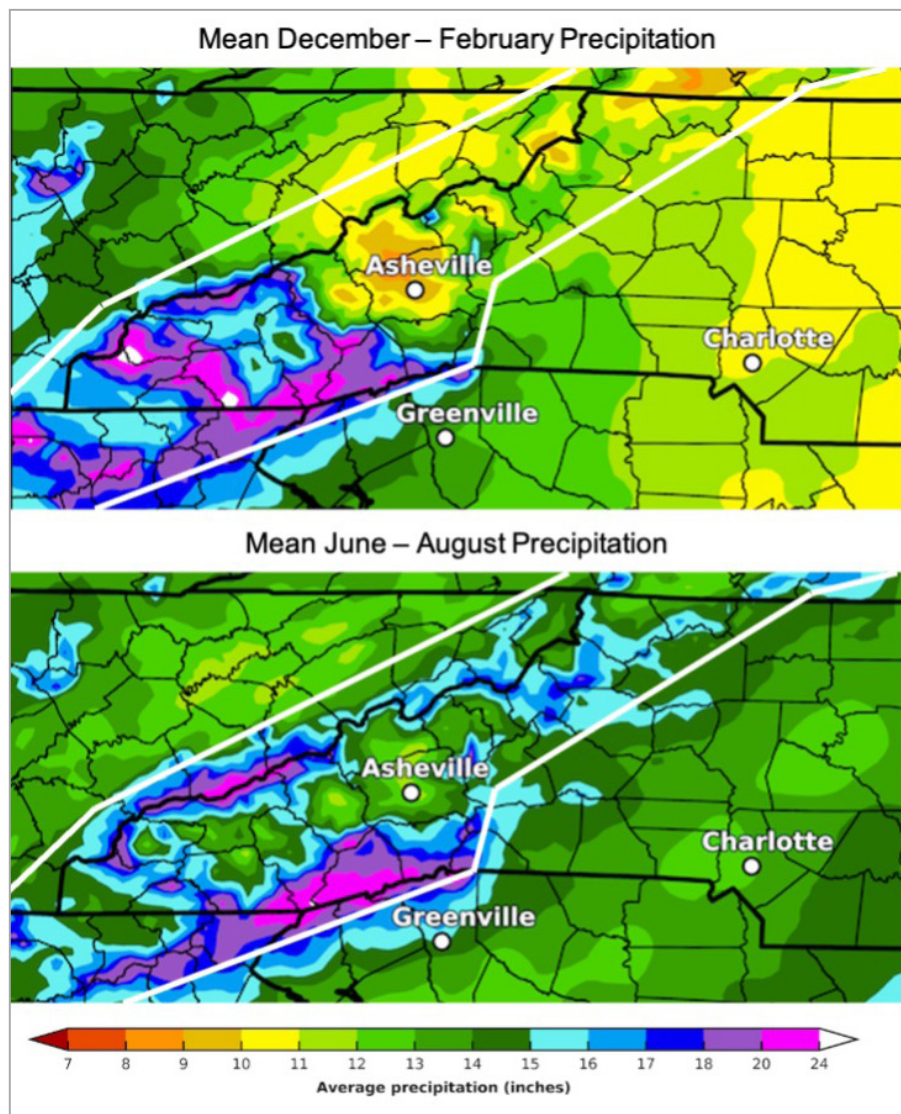 Mean December – February Precipitation
Asheville
Charlotte
Greenville
Mean June – August Precipitation
Asheville
Charlotte
Greenville
7 8 9 10 11 12 13 14 15 16 17 18 20 24
Average precipitation (inches)